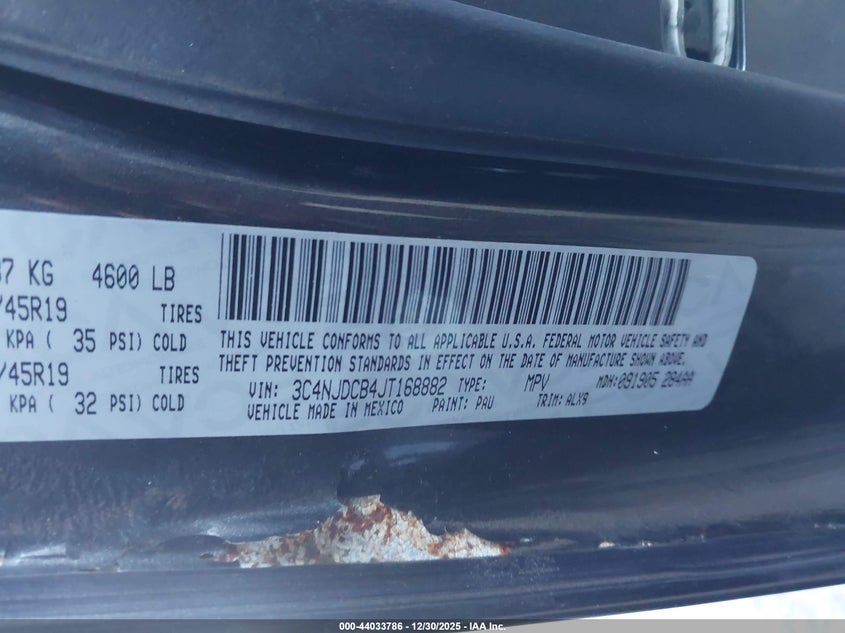 37 KG 4600 LB
/45R19 TIRES
KPA ( 35 PSI) COLD
/45R19 TIRES
KPA ( 32 PSI) COLD
THIS VEHICLE CONFORMS TO ALL APPLICABLE U.S.A. FEDERAL MOTOR VEHICLE SAFETY AND
THEFT PREVENTION STANDARDS IN EFFECT ON THE DATE OF MANUFACTURE SHOWN ABOVE.
VIN: 3C4NJDCB4JT168882 TYPE: MPV MDH: 091905 284AA
VEHICLE MADE IN MEXICO PAINT: PAU TRIM: ALX9
000-44033786 - 12/30/2025 - IAA Inc.